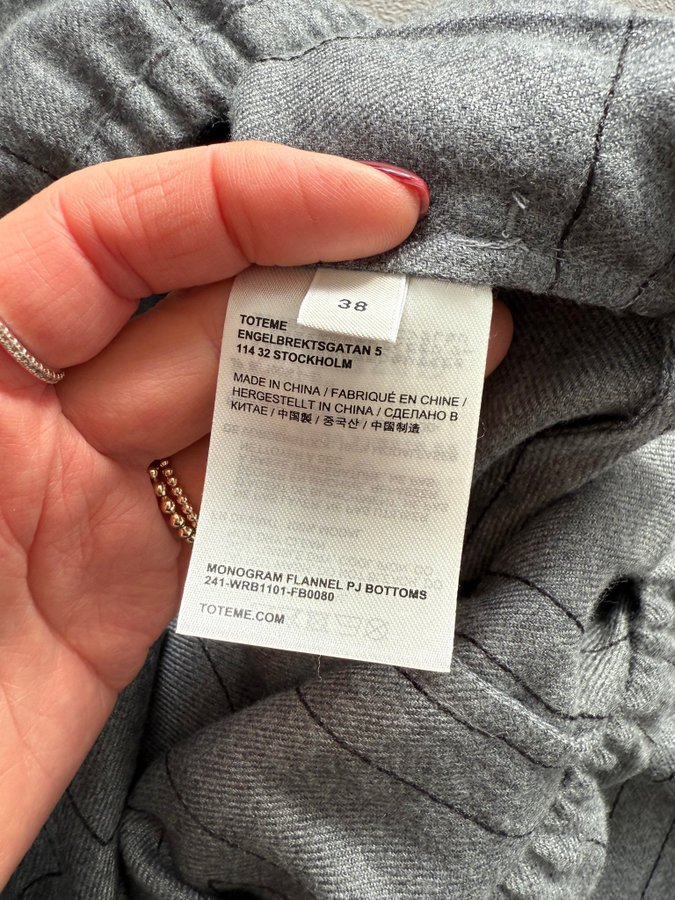 38
TOTEME
ENGELBREKTSGATAN 5
114 32 STOCKHOLM
MADE IN CHINA / FABRIQUÉ EN CHINE /
HERGESTELLT IN CHINA / СДЕЛАНО В
КИТАЕ / 中国製 / 중국산 / 中国制造
MONOGRAM FLANNEL PJ BOTTOMS
241-WRB1101-FB0080
TOTEME.COM